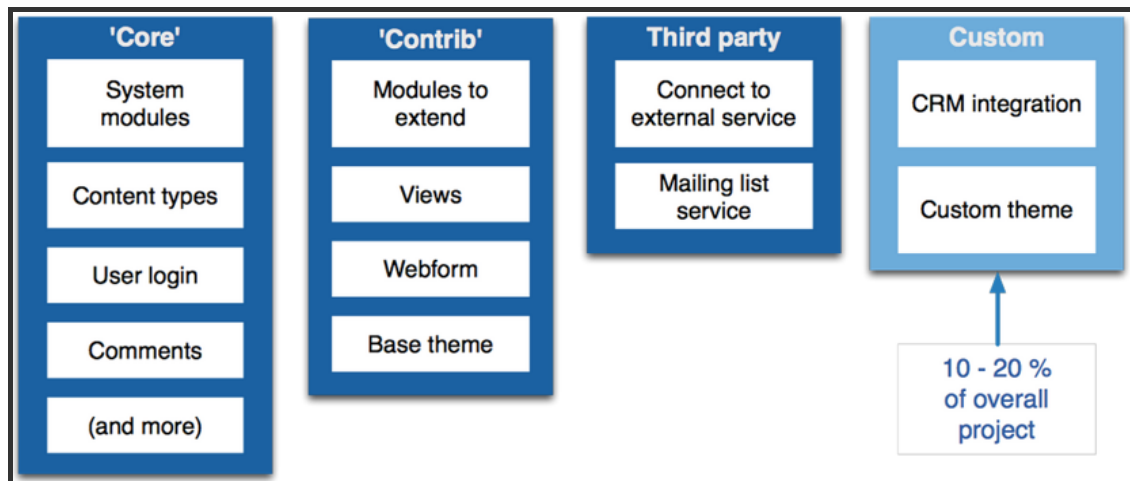 'Core'
System
modules
Content types
User login
Comments
(and more)
'Contrib'
Modules to
extend
Views
Webform
Base theme
Third party
Connect to
external service
Mailing list
service
Custom
CRM integration
Custom theme
10 - 20 %
of overall
project